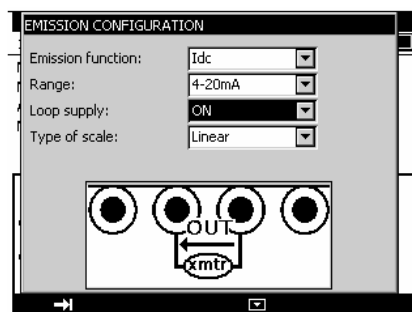 EMISSION CONFIGURATION
Emission function: Idc
Range: 4-20mA
Loop supply: ON
Type of scale: Linear
OUT
xmtr